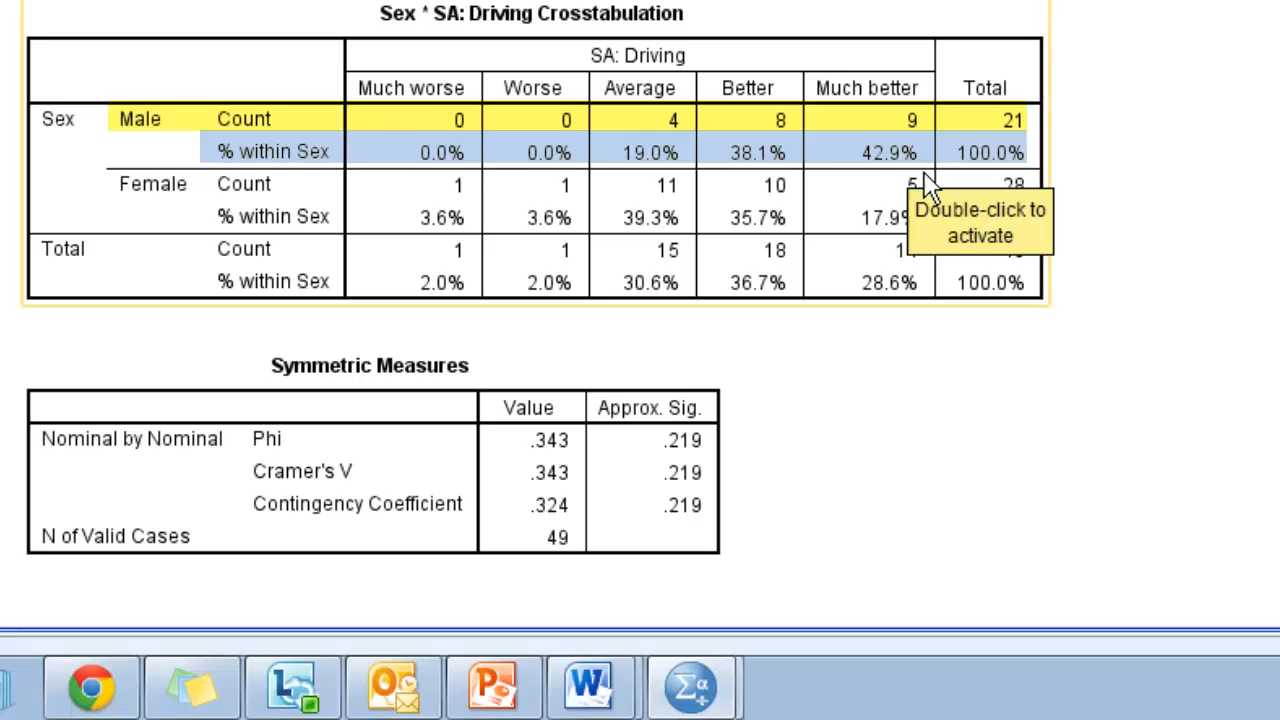 Sex * SA: Driving Crosstabulation
SA: Driving
Much worse Worse Average Better Much better Total
Sex Male Count 0 0 4 8 9 21
% within Sex 0.0% 0.0% 19.0% 38.1% 42.9% 100.0%
Female Count 1 1 11 10 5 28
% within Sex 3.6% 3.6% 39.3% 35.7% 17.9%
Double-click to
activate
Total Count 1 1 15 18
% within Sex 2.0% 2.0% 30.6% 36.7% 28.6% 100.0%
Symmetric Measures
Value Approx. Sig.
Nominal by Nominal Phi .343 .219
Cramer's V .343 .219
Contingency Coefficient .324 .219
N of Valid Cases 49